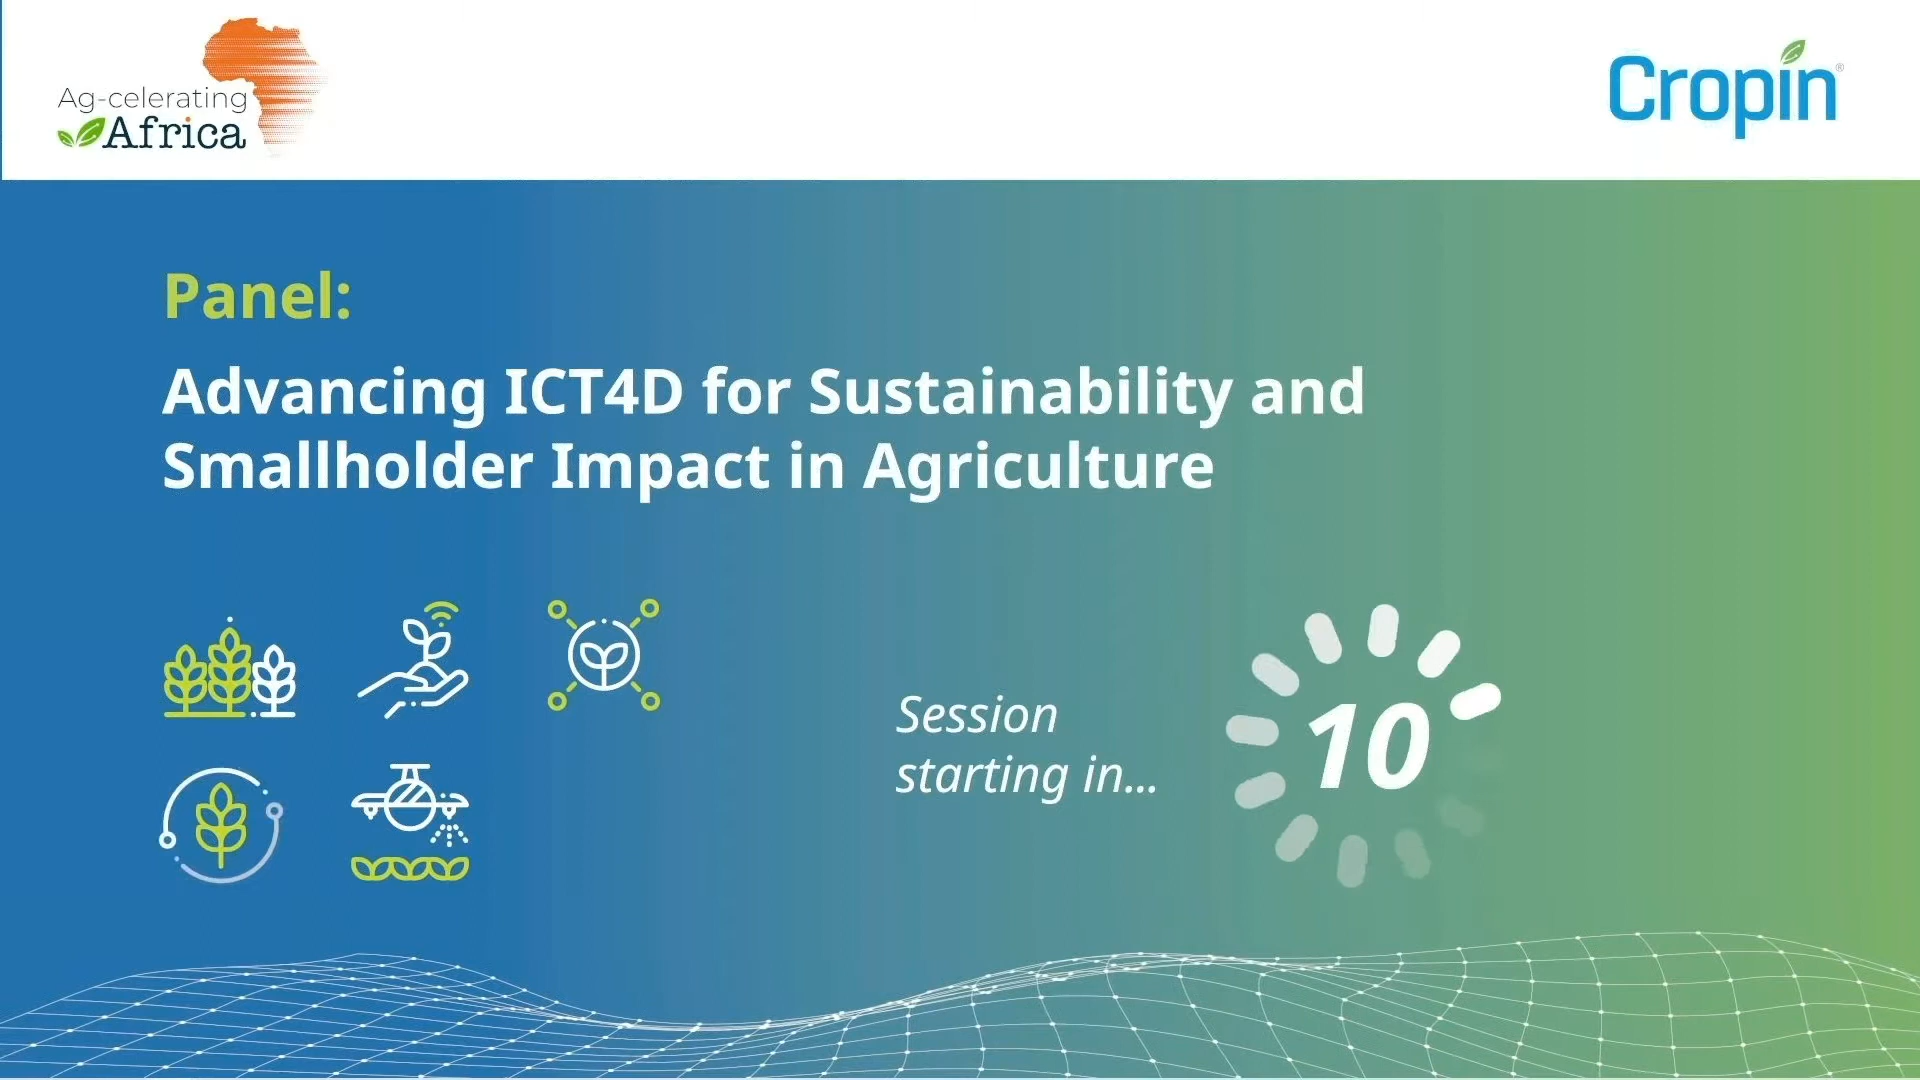 Ag-celerating
Africa
Cropin®
Panel:
Advancing ICT4D for Sustainability and
Smallholder Impact in Agriculture
Session
starting in...
10